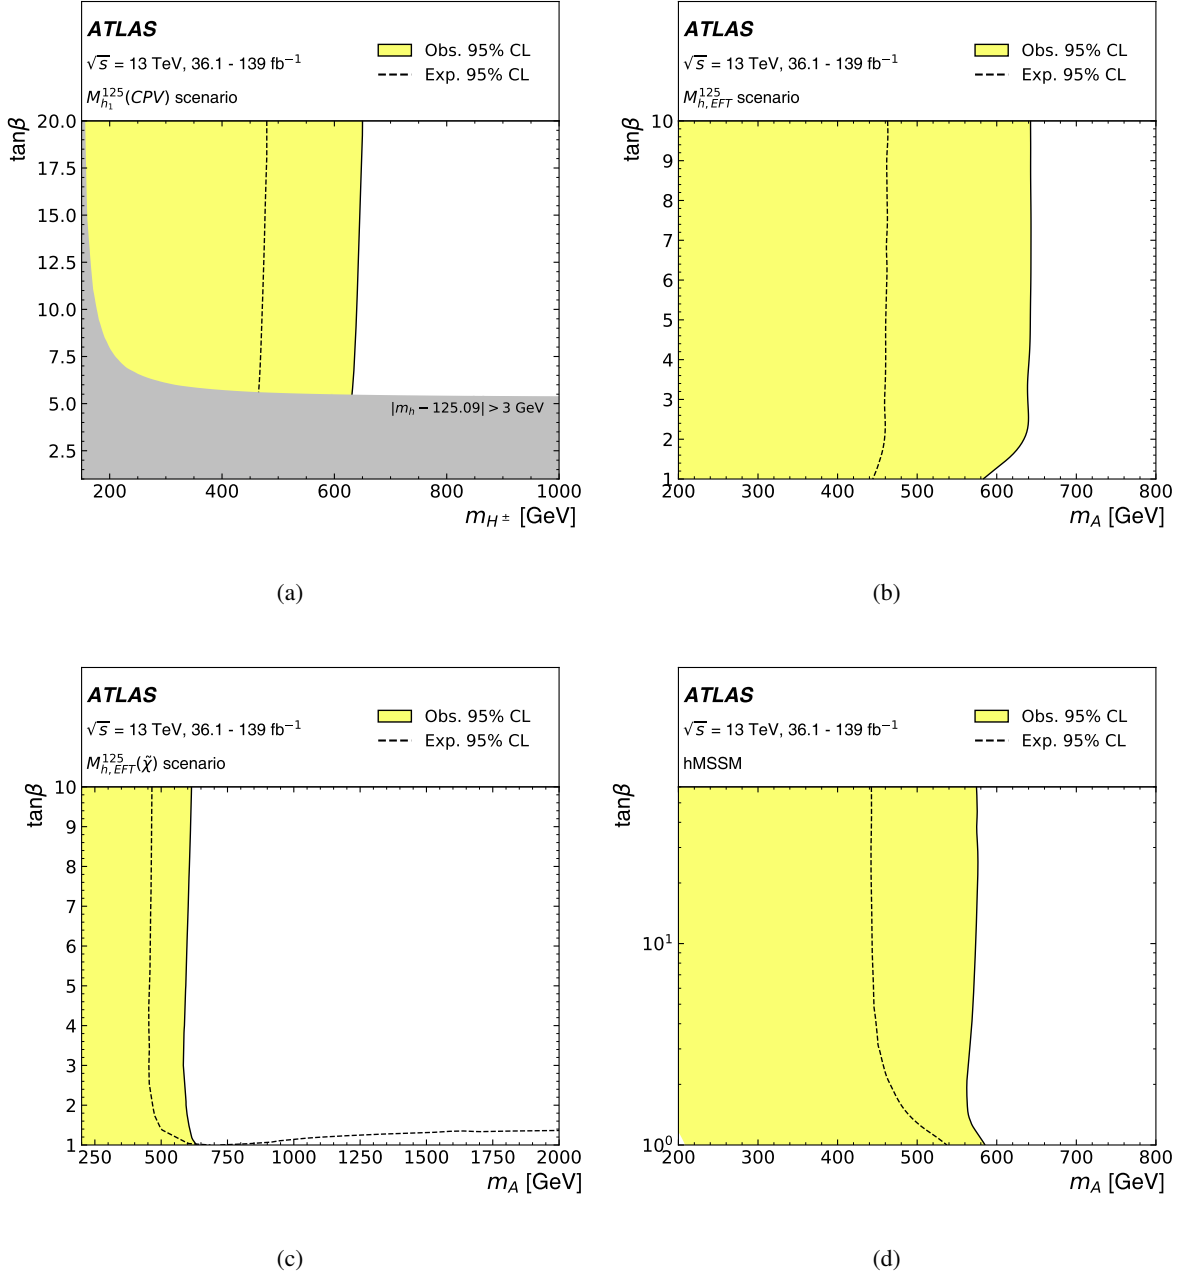 ATLAS
√s = 13 TeV, 36.1 - 139 fb⁻¹
M_{h₁}^{125}(CPV) scenario
Obs. 95% CL
Exp. 95% CL
tanβ
20.0
17.5
15.0
12.5
10.0
7.5
5.0
2.5
|m_h − 125.09| > 3 GeV
200 400 600 800 1000
m_{H±} [GeV]
(a)
ATLAS
√s = 13 TeV, 36.1 - 139 fb⁻¹
M_{h,EFT}^{125} scenario
Obs. 95% CL
Exp. 95% CL
tanβ
10
9
8
7
6
5
4
3
2
1
200 300 400 500 600 700 800
m_A [GeV]
(b)
ATLAS
√s = 13 TeV, 36.1 - 139 fb⁻¹
M_{h,EFT}^{125}(χ̃) scenario
Obs. 95% CL
Exp. 95% CL
tanβ
10
9
8
7
6
5
4
3
2
1
250 500 750 1000 1250 1500 1750 2000
m_A [GeV]
(c)
ATLAS
√s = 13 TeV, 36.1 - 139 fb⁻¹
hMSSM
Obs. 95% CL
Exp. 95% CL
tanβ
10¹
10⁰
200 300 400 500 600 700 800
m_A [GeV]
(d)